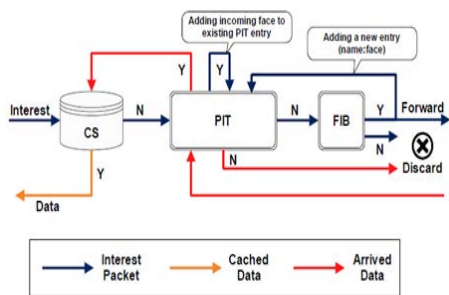 Adding incoming face to
existing PIT entry
Adding a new entry
(name:face)
Y
Y
Interest
N
N
Y
Forward
CS
PIT
FIB
N
Y
N
Discard
Data
Interest
Packet
Cached
Data
Arrived
Data